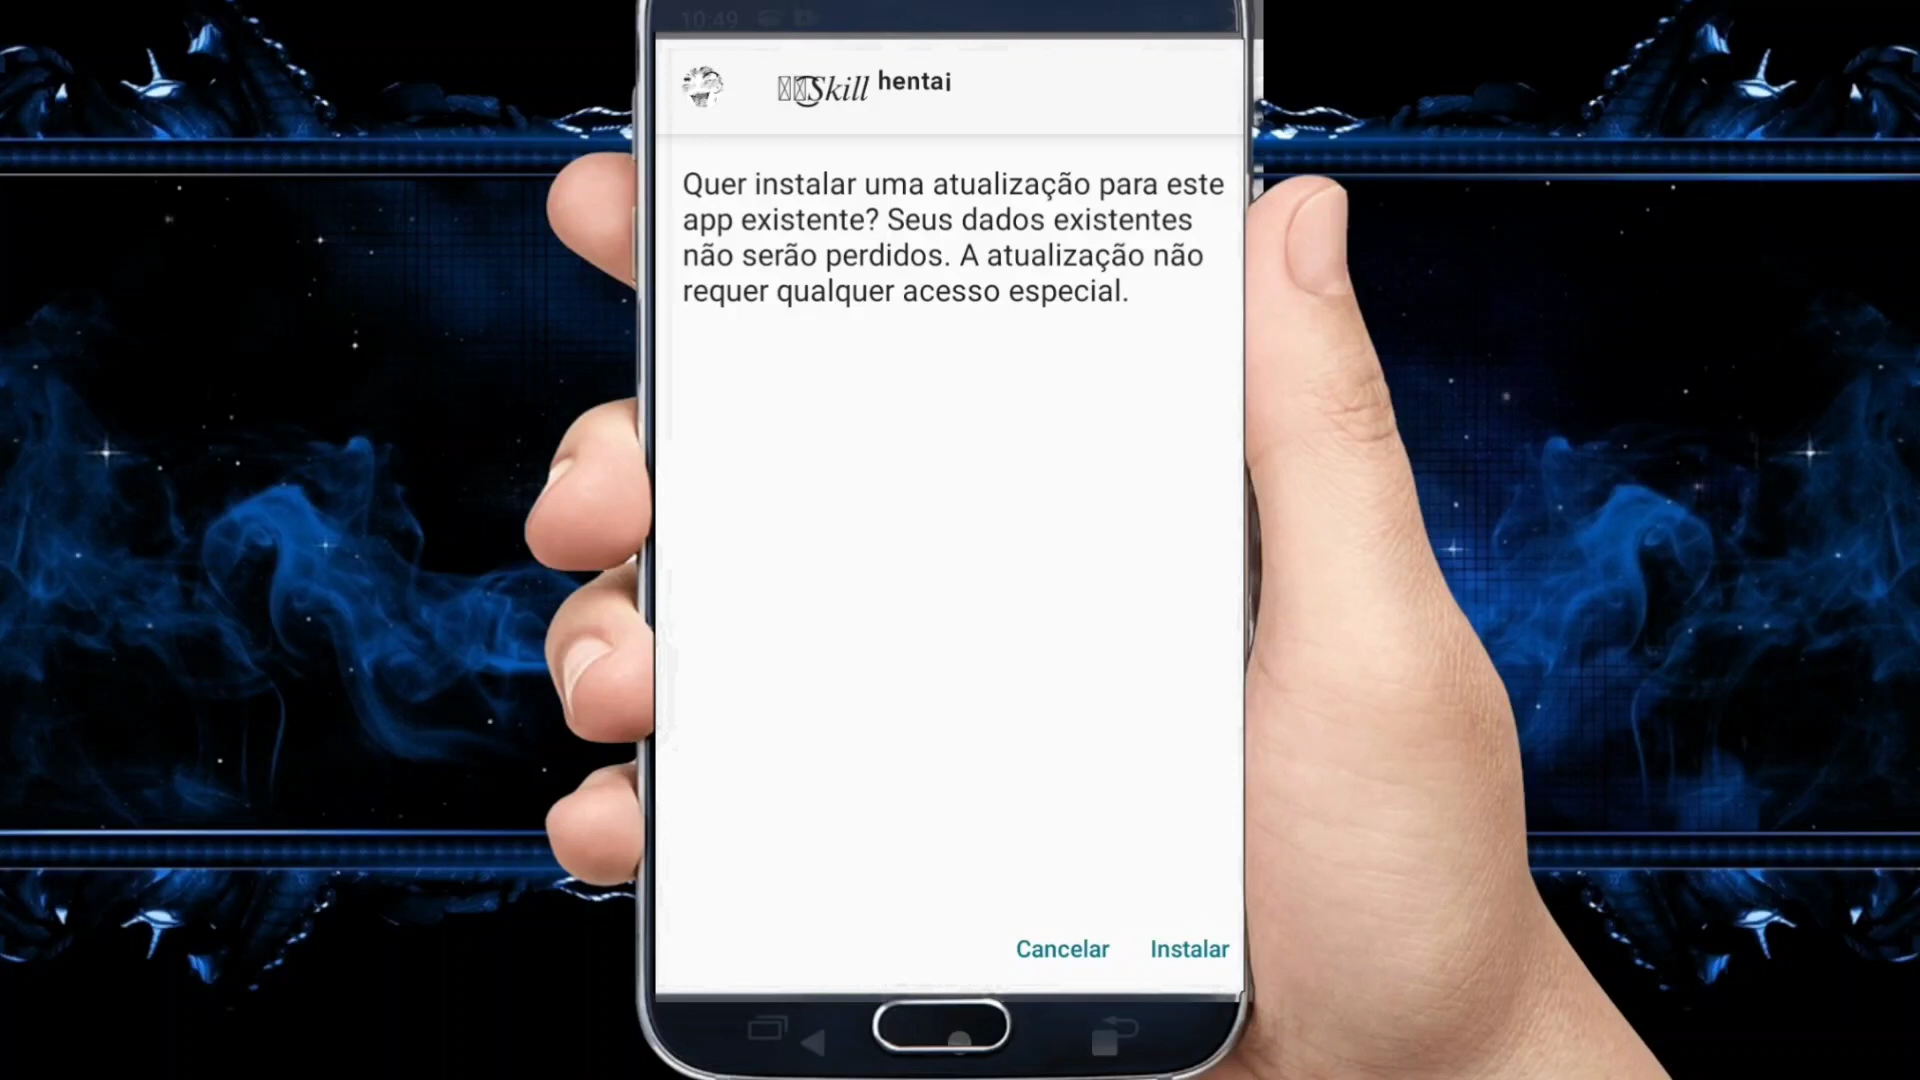 10:49
Skill hentai
Quer instalar uma atualização para este
app existente? Seus dados existentes
não serão perdidos. A atualização não
requer qualquer acesso especial.
Cancelar Instalar